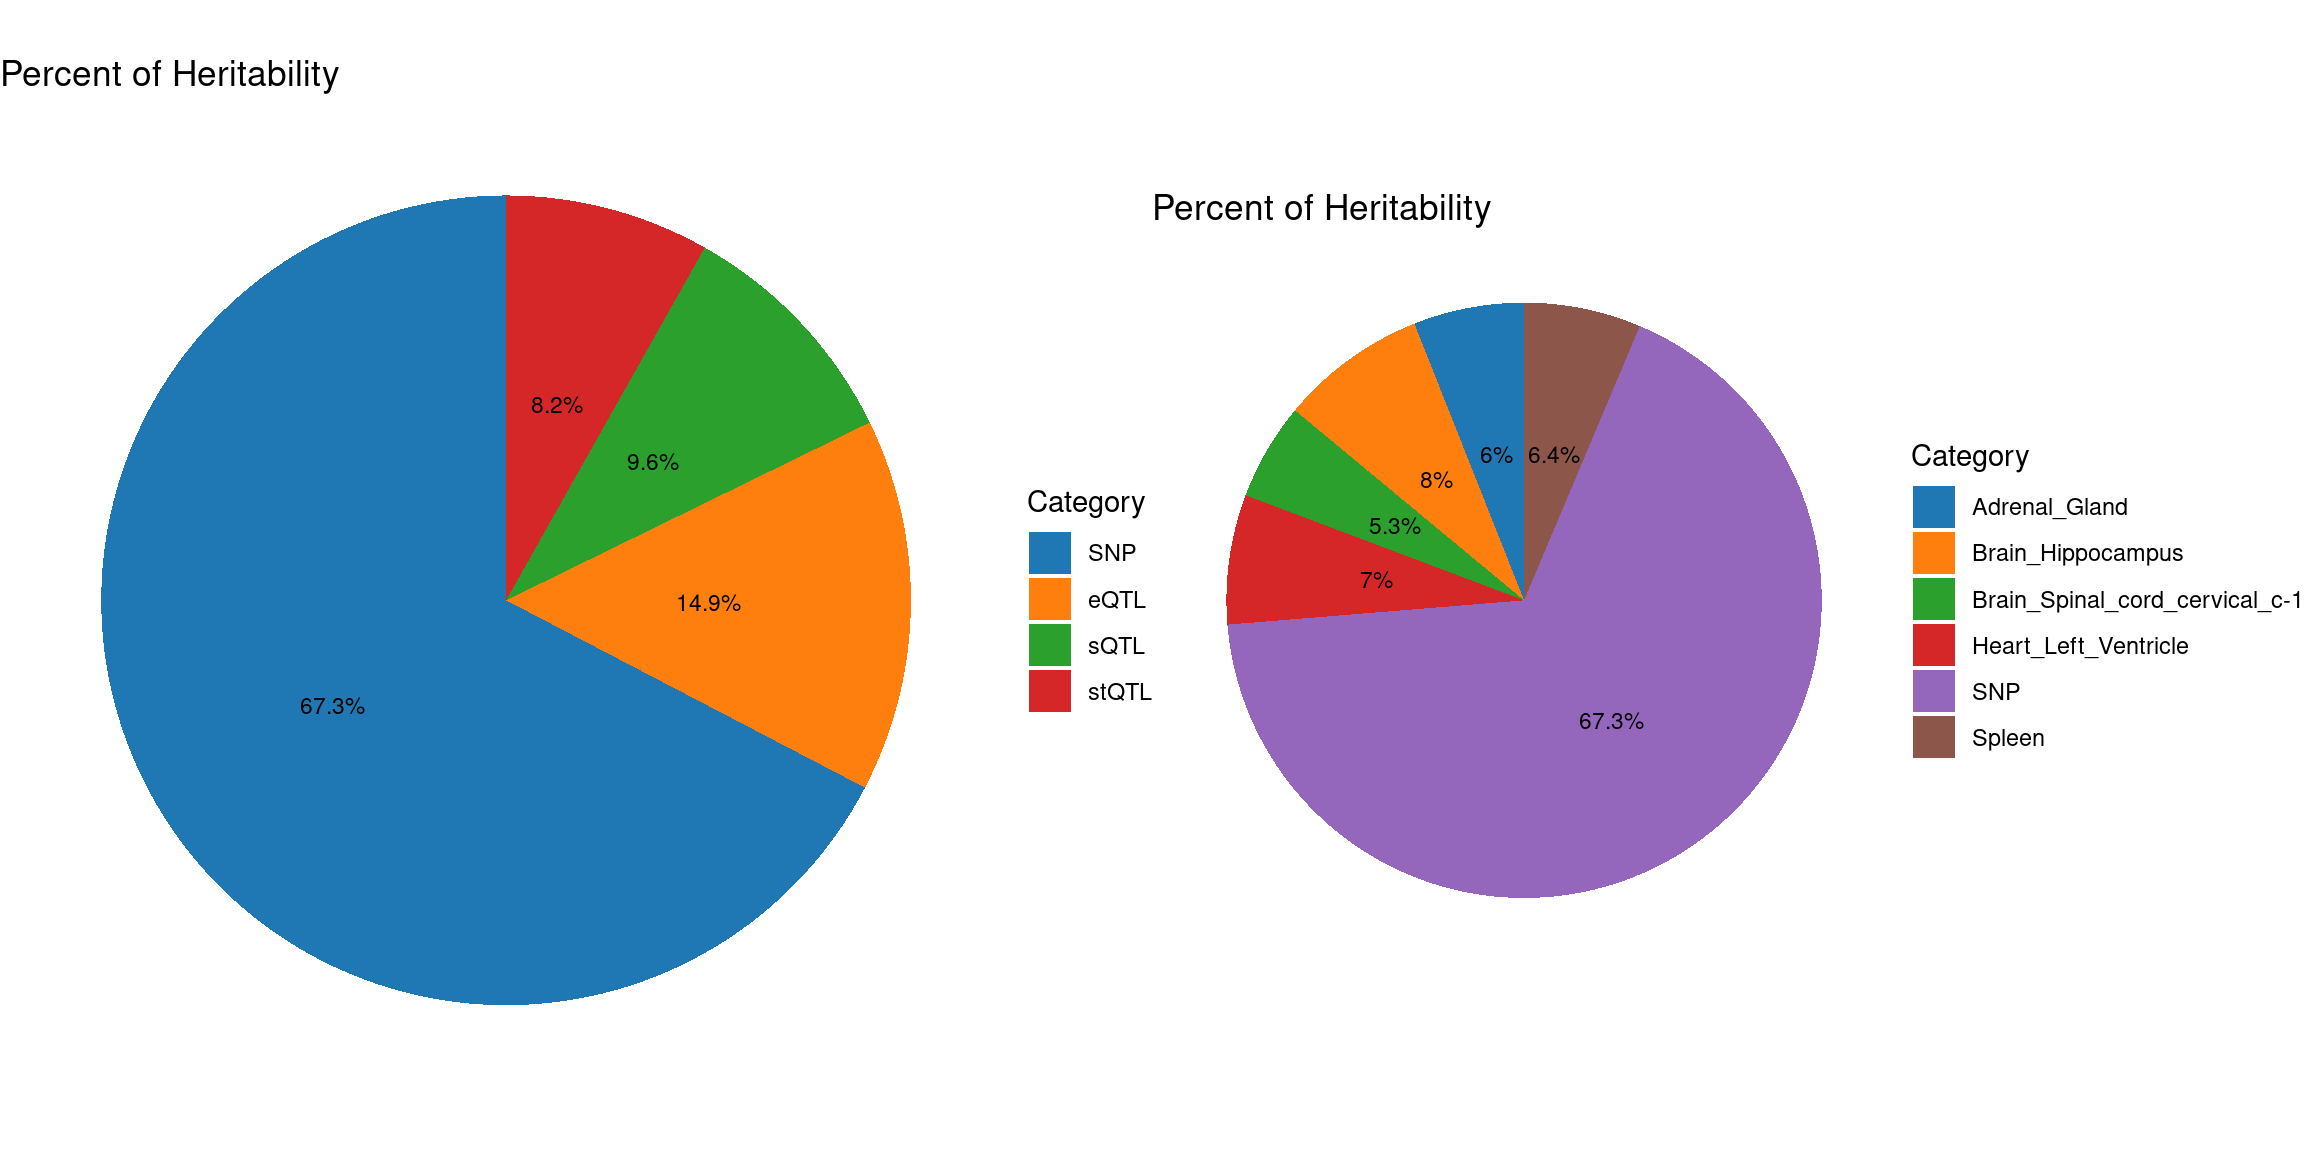 Percent of Heritability
8.2%
9.6%
14.9%
67.3%
Category
SNP
eQTL
sQTL
stQTL
Percent of Heritability
6%
6.4%
8%
5.3%
7%
67.3%
Category
Adrenal_Gland
Brain_Hippocampus
Brain_Spinal_cord_cervical_c-1
Heart_Left_Ventricle
SNP
Spleen